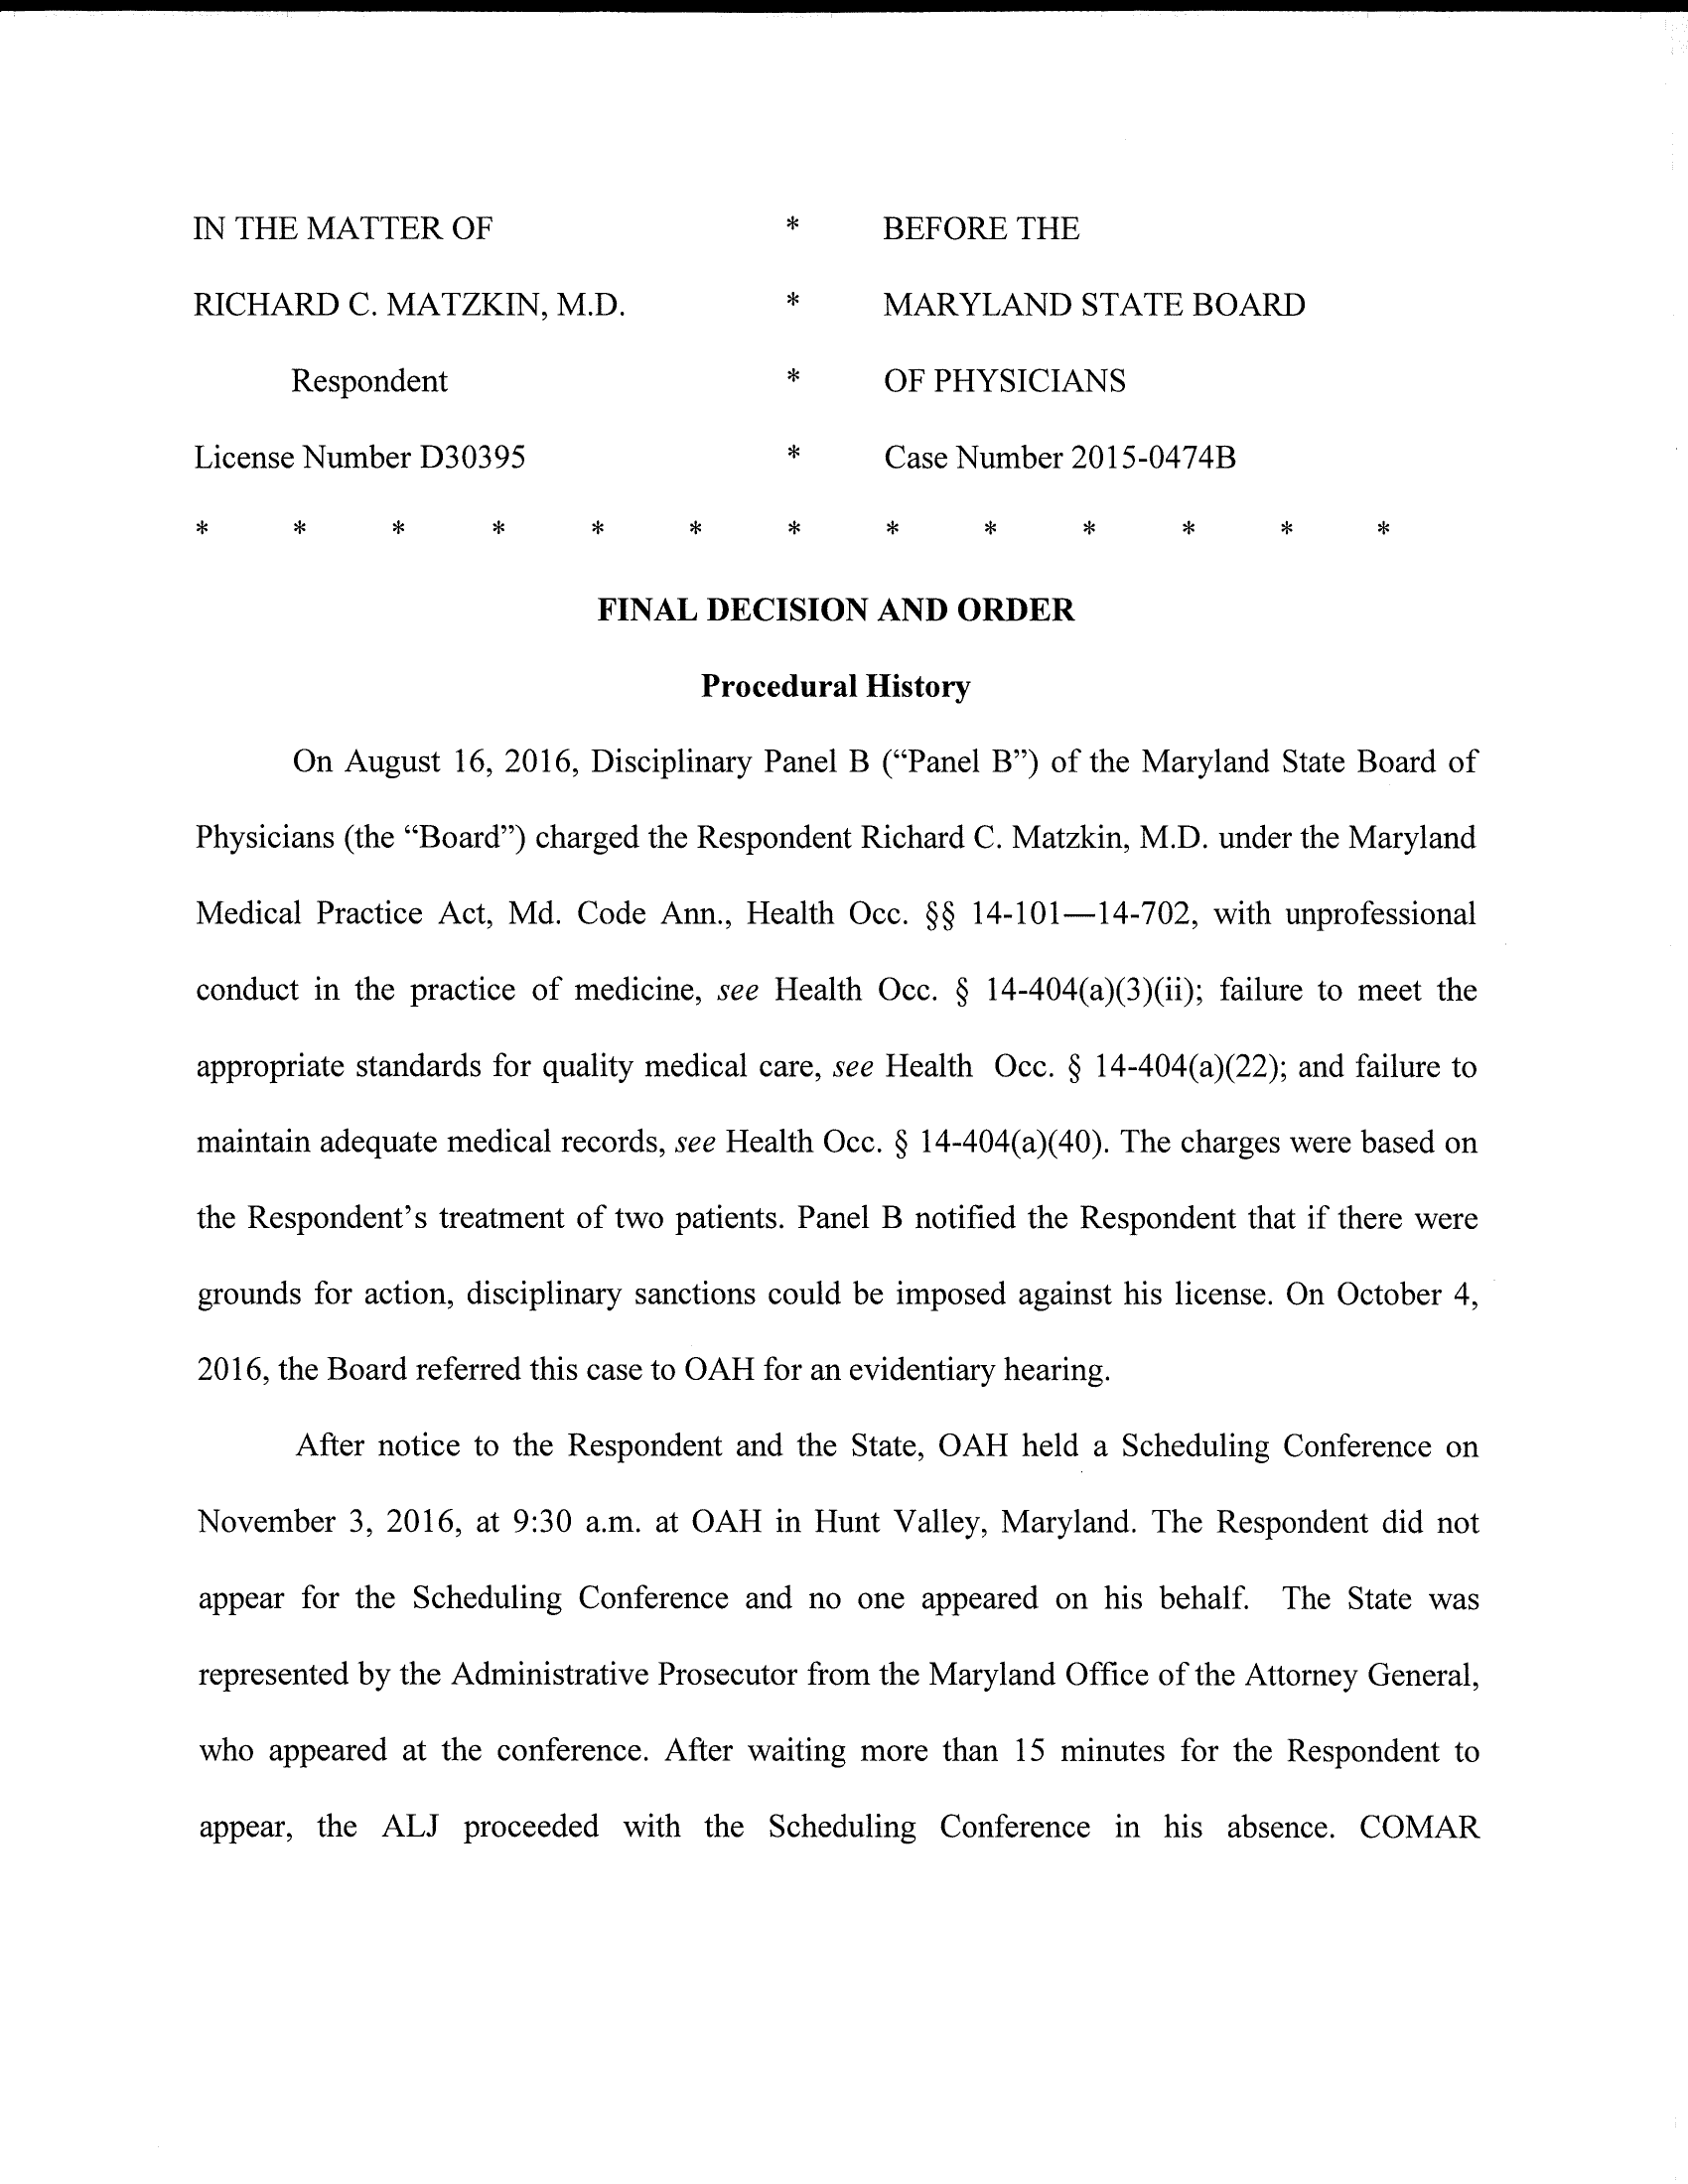 IN THE MATTER OF * BEFORE THE
RICHARD C. MATZKIN, M.D. * MARYLAND STATE BOARD
Respondent * OF PHYSICIANS
License Number D30395 * Case Number 2015-0474B
* * * * * * * * * * * * *
FINAL DECISION AND ORDER
Procedural History
On August 16, 2016, Disciplinary Panel B (“Panel B”) of the Maryland State Board of
Physicians (the “Board”) charged the Respondent Richard C. Matzkin, M.D. under the Maryland
Medical Practice Act, Md. Code Ann., Health Occ. §§ 14-101—14-702, with unprofessional
conduct in the practice of medicine, see Health Occ. § 14-404(a)(3)(ii); failure to meet the
appropriate standards for quality medical care, see Health Occ. § 14-404(a)(22); and failure to
maintain adequate medical records, see Health Occ. § 14-404(a)(40). The charges were based on
the Respondent’s treatment of two patients. Panel B notified the Respondent that if there were
grounds for action, disciplinary sanctions could be imposed against his license. On October 4,
2016, the Board referred this case to OAH for an evidentiary hearing.
After notice to the Respondent and the State, OAH held a Scheduling Conference on
November 3, 2016, at 9:30 a.m. at OAH in Hunt Valley, Maryland. The Respondent did not
appear for the Scheduling Conference and no one appeared on his behalf. The State was
represented by the Administrative Prosecutor from the Maryland Office of the Attorney General,
who appeared at the conference. After waiting more than 15 minutes for the Respondent to
appear, the ALJ proceeded with the Scheduling Conference in his absence. COMAR